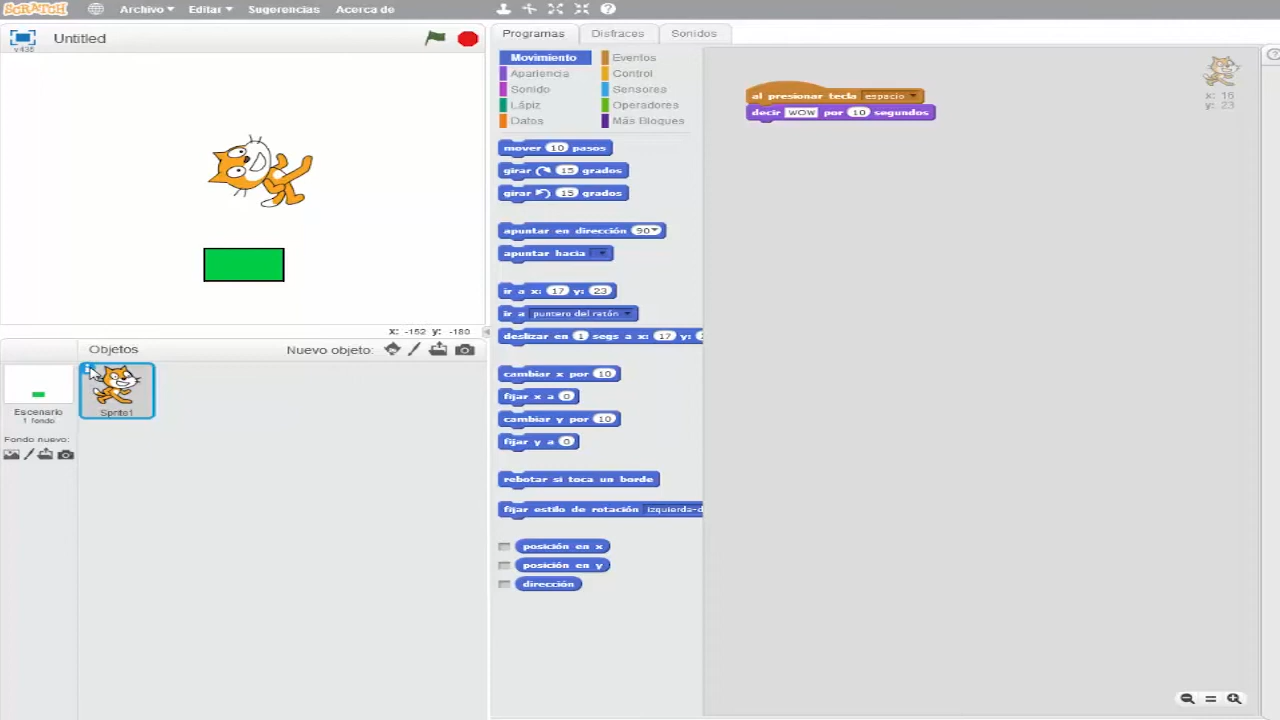 SCRATCH Archivo Editar Sugerencias Acerca de
Untitled
v435
Programas Disfraces Sonidos
Movimiento Eventos
Apariencia Control
Sonido Sensores
Lápiz Operadores
Datos Más Bloques
al presionar tecla espacio
decir WOW por 10 segundos
x: 16
y: 23
mover 10 pasos
girar 15 grados
girar 15 grados
apuntar en dirección 90
apuntar hacia
ir a x: 17 y: 23
ir a puntero del ratón
deslizar en 1 segs a x: 17 y:
cambiar x por 10
fijar x a 0
cambiar y por 10
fijar y a 0
rebotar si toca un borde
fijar estilo de rotación izquierda-d
posición en x
posición en y
dirección
x: -152 y: -180
Objetos Nuevo objeto:
Sprite1
Escenario
1 fondo
Fondo nuevo: